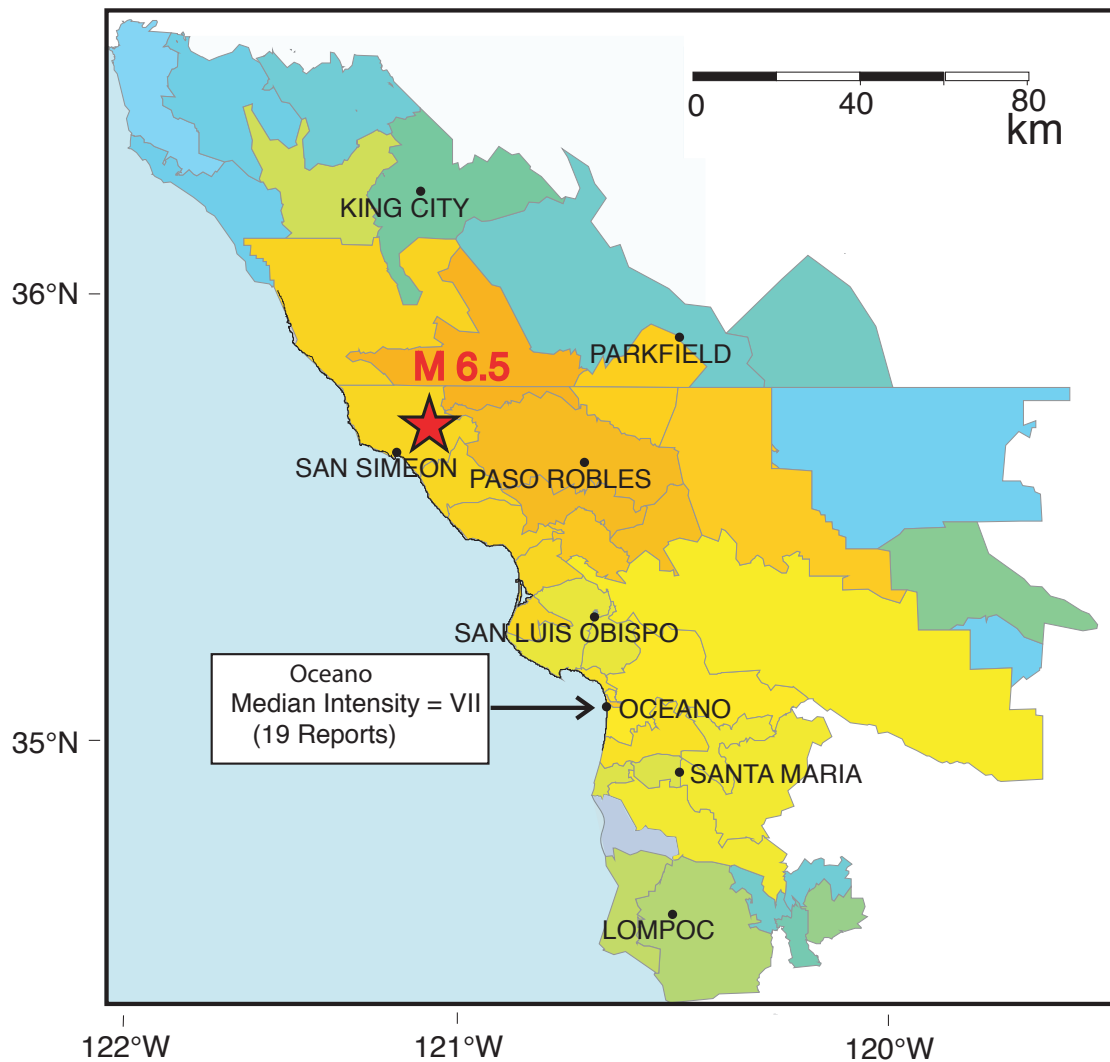 0 40 80
km
KING CITY
36°N
PARKFIELD
M 6.5
SAN SIMEON
PASO ROBLES
SAN LUIS OBISPO
Oceano
Median Intensity = VII
(19 Reports)
OCEANO
35°N
SANTA MARIA
LOMPOC
122°W 121°W 120°W